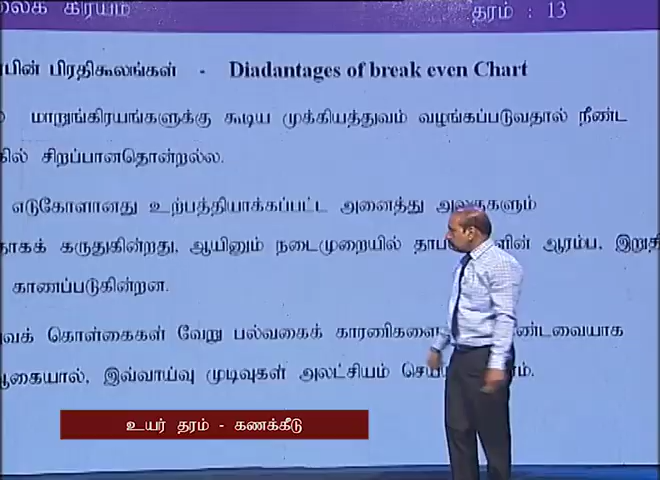 கிரயம்
தரம் : 13
பிரதிகூலங்கள் - Diadantages of break even Chart
மாறுங்கிரயங்களுக்கு கூடிய முக்கியத்துவம் வழங்கப்படுவதால் நீண்ட
சிறப்பானதொன்றல்ல.
எடுகோளானது உற்பத்தியாக்கப்பட்ட அனைத்து அலகுகளும்
கருதுகின்றது. ஆயினும் நடைமுறையில் ஆரம்ப, இறுதி
காணப்படுகின்றன.
கொள்கைகள் வேறு பல்வகைக் காரணிகளை
ஆகையால், இவ்வாய்வு முடிவுகள் அலட்சியம்
உயர் தரம் - கணக்கீடு